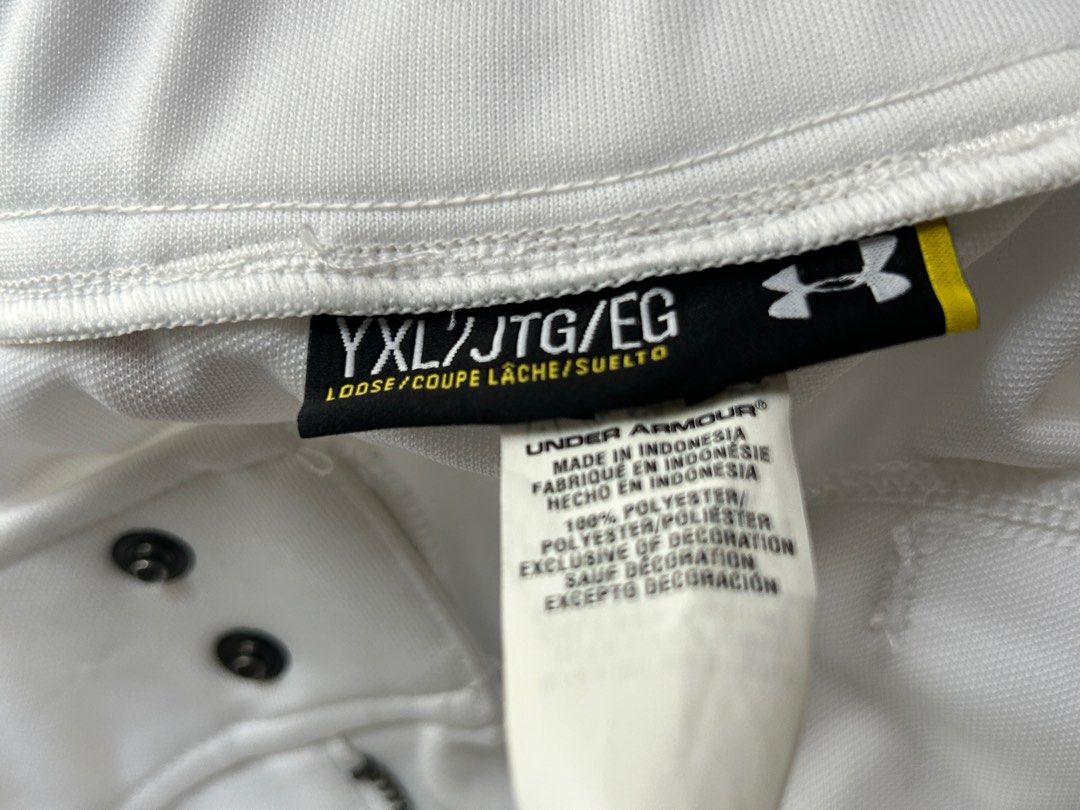 YXL/JTG/EG
LOOSE/COUPE LÂCHE/SUELTO
UNDER ARMOUR®
MADE IN INDONESIA
FABRIQUÉ EN INDONÉSIE
HECHO EN INDONESIA
100% POLYESTER/
POLYESTER/POLIÉSTER
EXCLUSIVE OF DECORATION
SAUF DÉCORATION
EXCEPTO DECORACIÓN